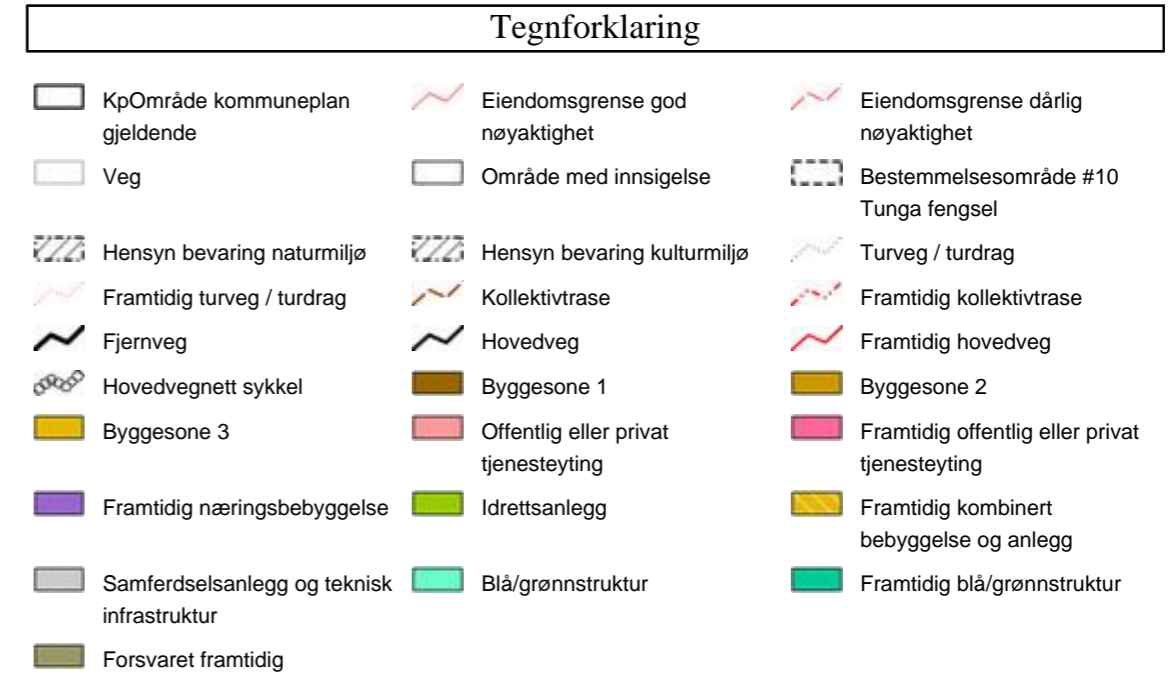 Tegnforklaring
KpOmråde kommuneplan
gjeldende
Eiendomsgrense god
nøyaktighet
Eiendomsgrense dårlig
nøyaktighet
Veg
Område med innsigelse
Bestemmelsesområde #10
Tunga fengsel
Hensyn bevaring naturmiljø
Hensyn bevaring kulturmiljø
Turveg / turdrag
Framtidig turveg / turdrag
Kollektivtrase
Framtidig kollektivtrase
Fjernveg
Hovedveg
Framtidig hovedveg
Hovedvegnett sykkel
Byggesone 1
Byggesone 2
Byggesone 3
Offentlig eller privat
tjenesteyting
Framtidig offentlig eller privat
tjenesteyting
Framtidig næringsbebyggelse
Idrettsanlegg
Framtidig kombinert
bebyggelse og anlegg
Samferdselsanlegg og teknisk
infrastruktur
Blå/grønnstruktur
Framtidig blå/grønnstruktur
Forsvaret framtidig